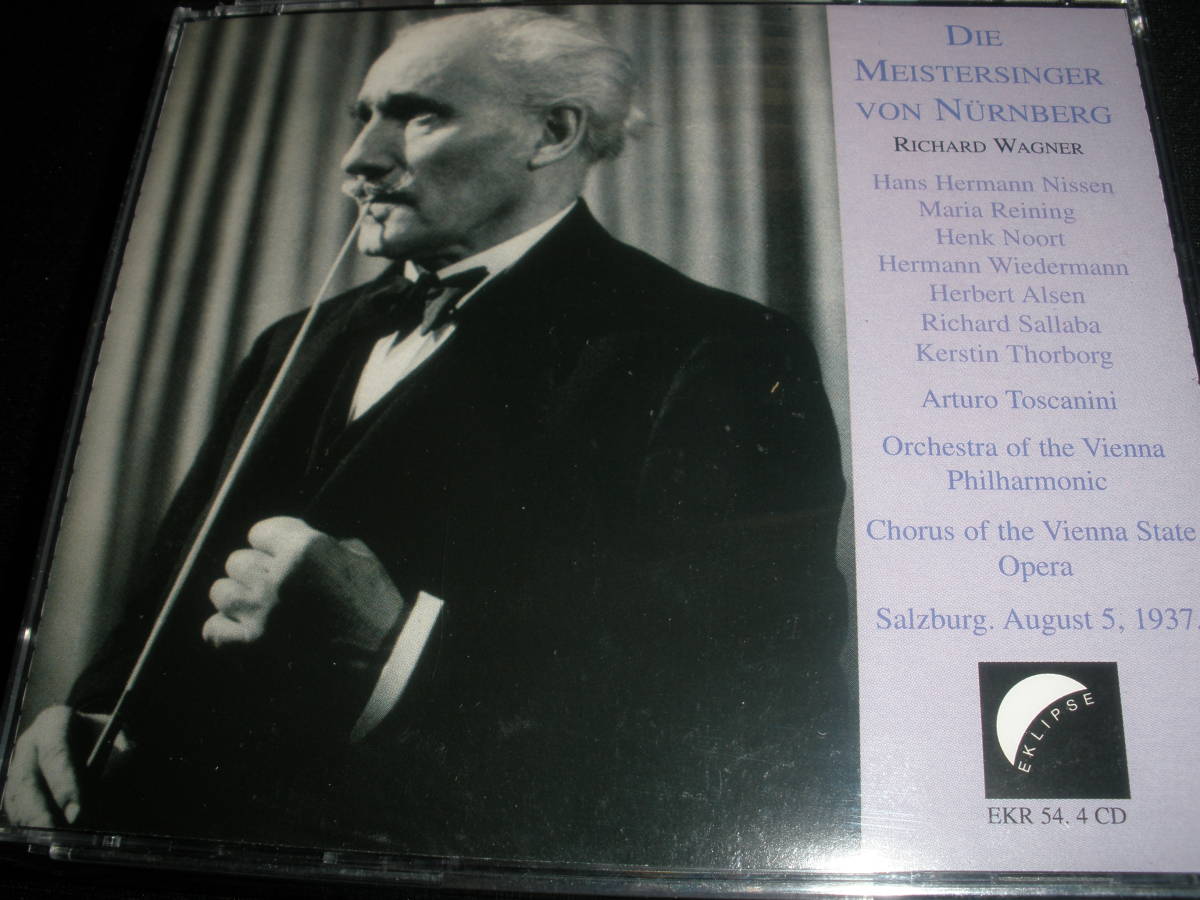 DIE
MEISTERSINGER
VON NÜRNBERG
RICHARD WAGNER
Hans Hermann Nissen
Maria Reining
Henk Noort
Hermann Wiedermann
Herbert Alsen
Richard Sallaba
Kerstin Thorborg
Arturo Toscanini
Orchestra of the Vienna
Philharmonic
Chorus of the Vienna State
Opera
Salzburg. August 5, 1937.
EKLIPSE
EKR 54. 4 CD